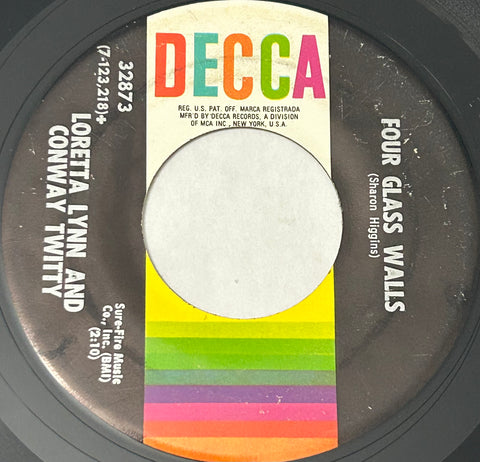 DECCA
REG. U.S. PAT. OFF. MARCA REGISTRADA
MFR'D BY DECCA RECORDS, A DIVISION
OF MCA INC., NEW YORK, U.S.A.
32873
(7-123,218)+
LORETTA LYNN AND
CONWAY TWITTY
Sure-Fire Music
Co., Inc. (BMI)
(2:10)
FOUR GLASS WALLS
(Sharon Higgins)